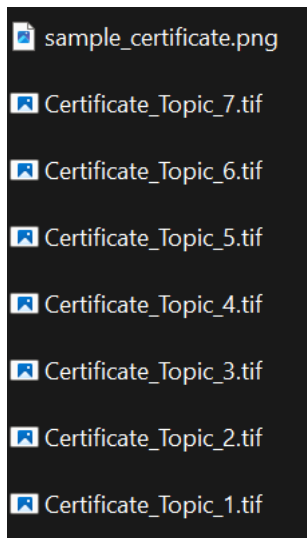 sample_certificate.png
Certificate_Topic_7.tif
Certificate_Topic_6.tif
Certificate_Topic_5.tif
Certificate_Topic_4.tif
Certificate_Topic_3.tif
Certificate_Topic_2.tif
Certificate_Topic_1.tif